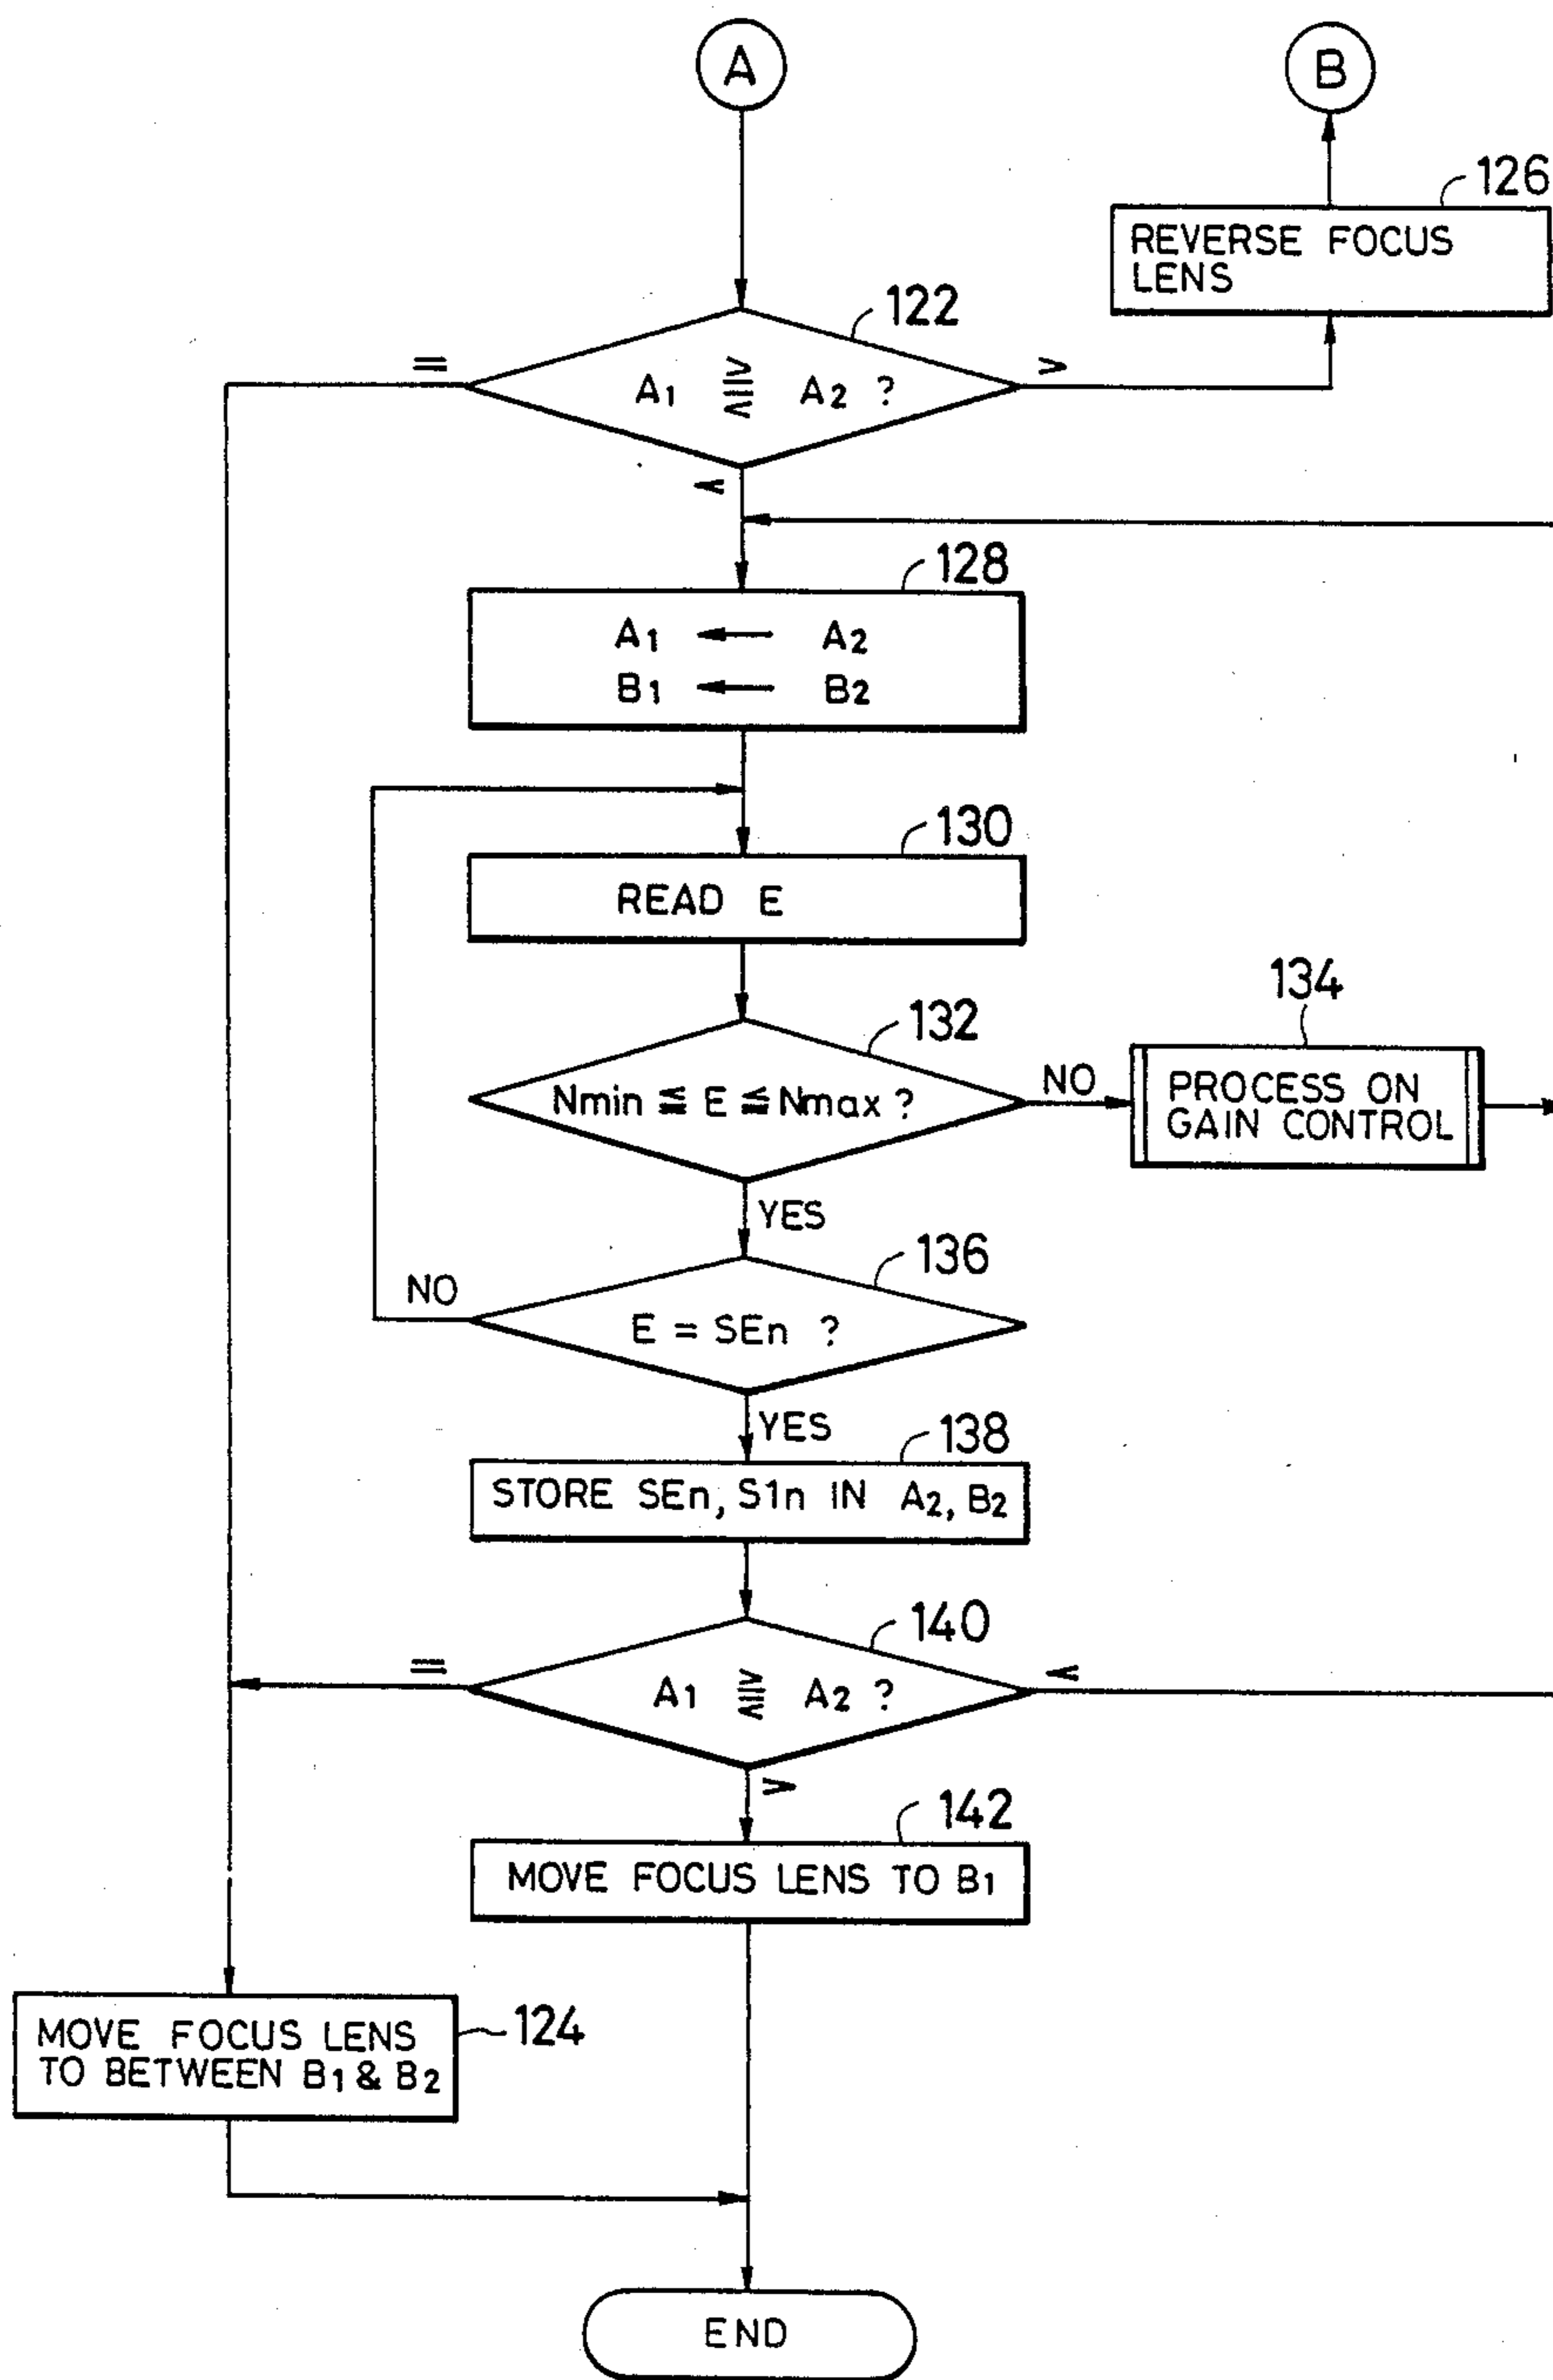 A
B
126
REVERSE FOCUS
LENS
122
=
A1 ⋚ A2 ?
>
<
128
A1 ← A2
B1 ← B2
130
READ E
132
Nmin ≦ E ≦ Nmax ?
NO
134
PROCESS ON
GAIN CONTROL
YES
136
NO
E = SEn ?
YES
138
STORE SEn, S1n IN A2, B2
140
=
A1 ⋚ A2 ?
<
>
142
MOVE FOCUS LENS TO B1
MOVE FOCUS LENS
TO BETWEEN B1 & B2
124
END